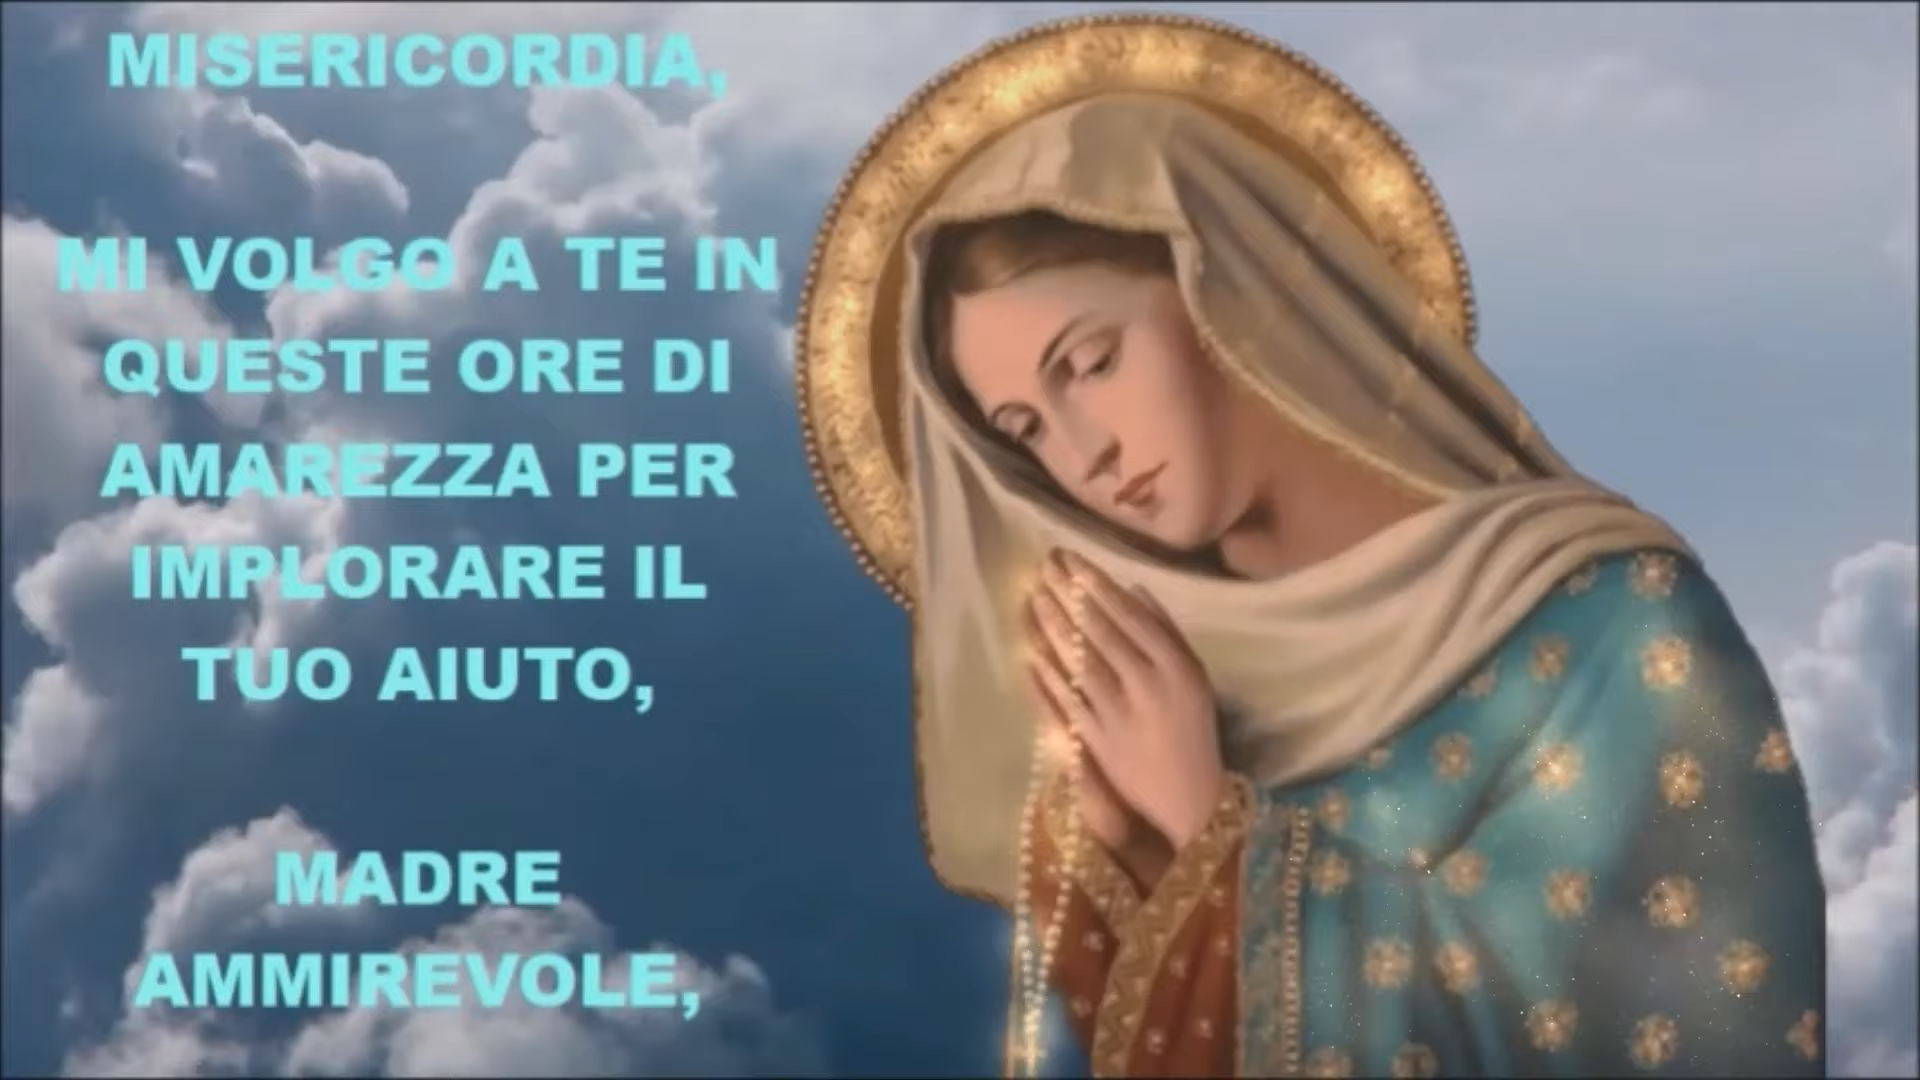 MISERICORDIA,
MI VOLGO A TE IN
QUESTE ORE DI
AMAREZZA PER
IMPLORARE IL
TUO AIUTO,
MADRE
AMMIREVOLE,